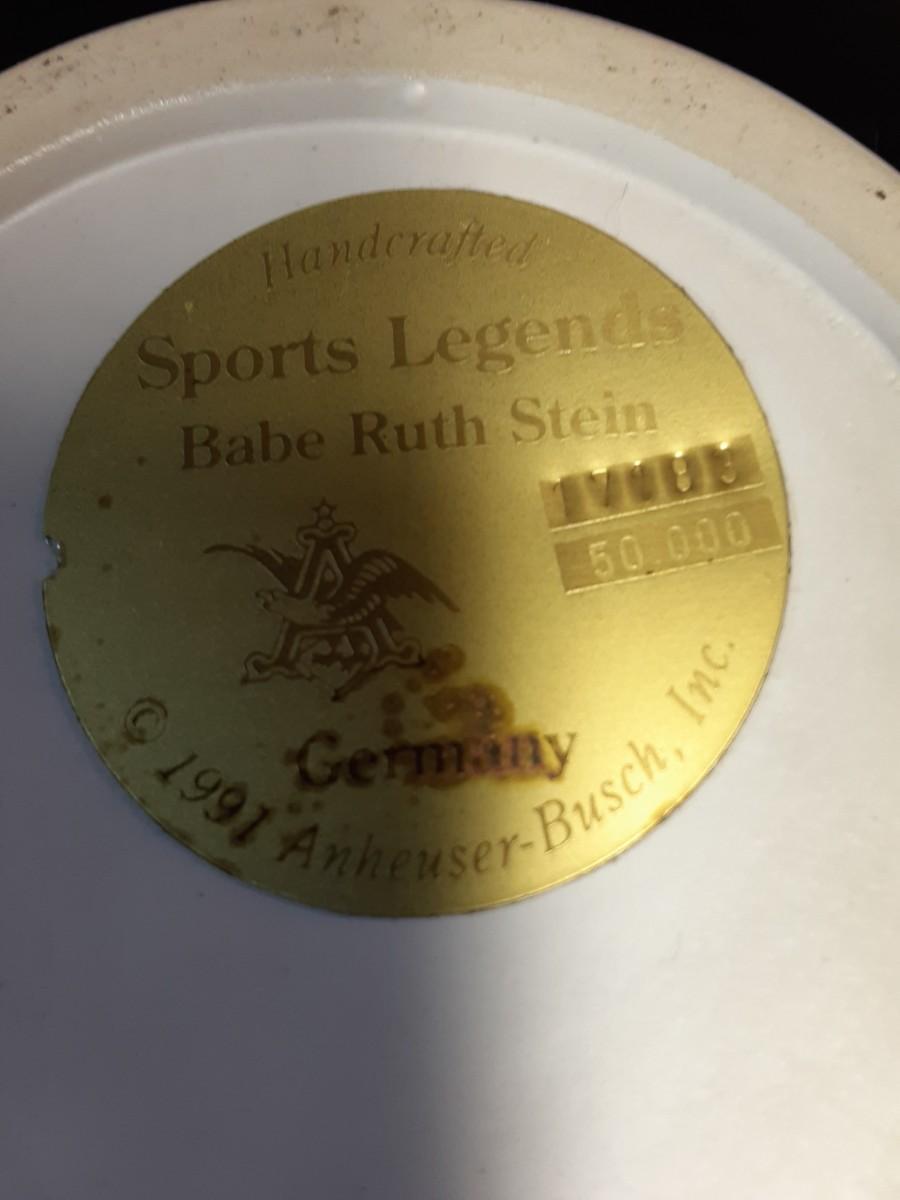 Handcrafted
Sports Legends
Babe Ruth Stein
50.000
Germany
© 1991 Anheuser-Busch, Inc.